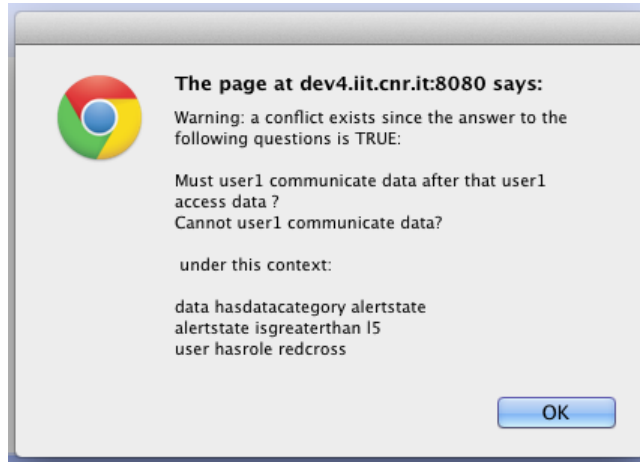 The page at dev4.iit.cnr.it:8080 says:
Warning: a conflict exists since the answer to the
following questions is TRUE:
Must user1 communicate data after that user1
access data ?
Cannot user1 communicate data?
under this context:
data hasdatacategory alertstate
alertstate isgreaterthan l5
user hasrole redcross
OK